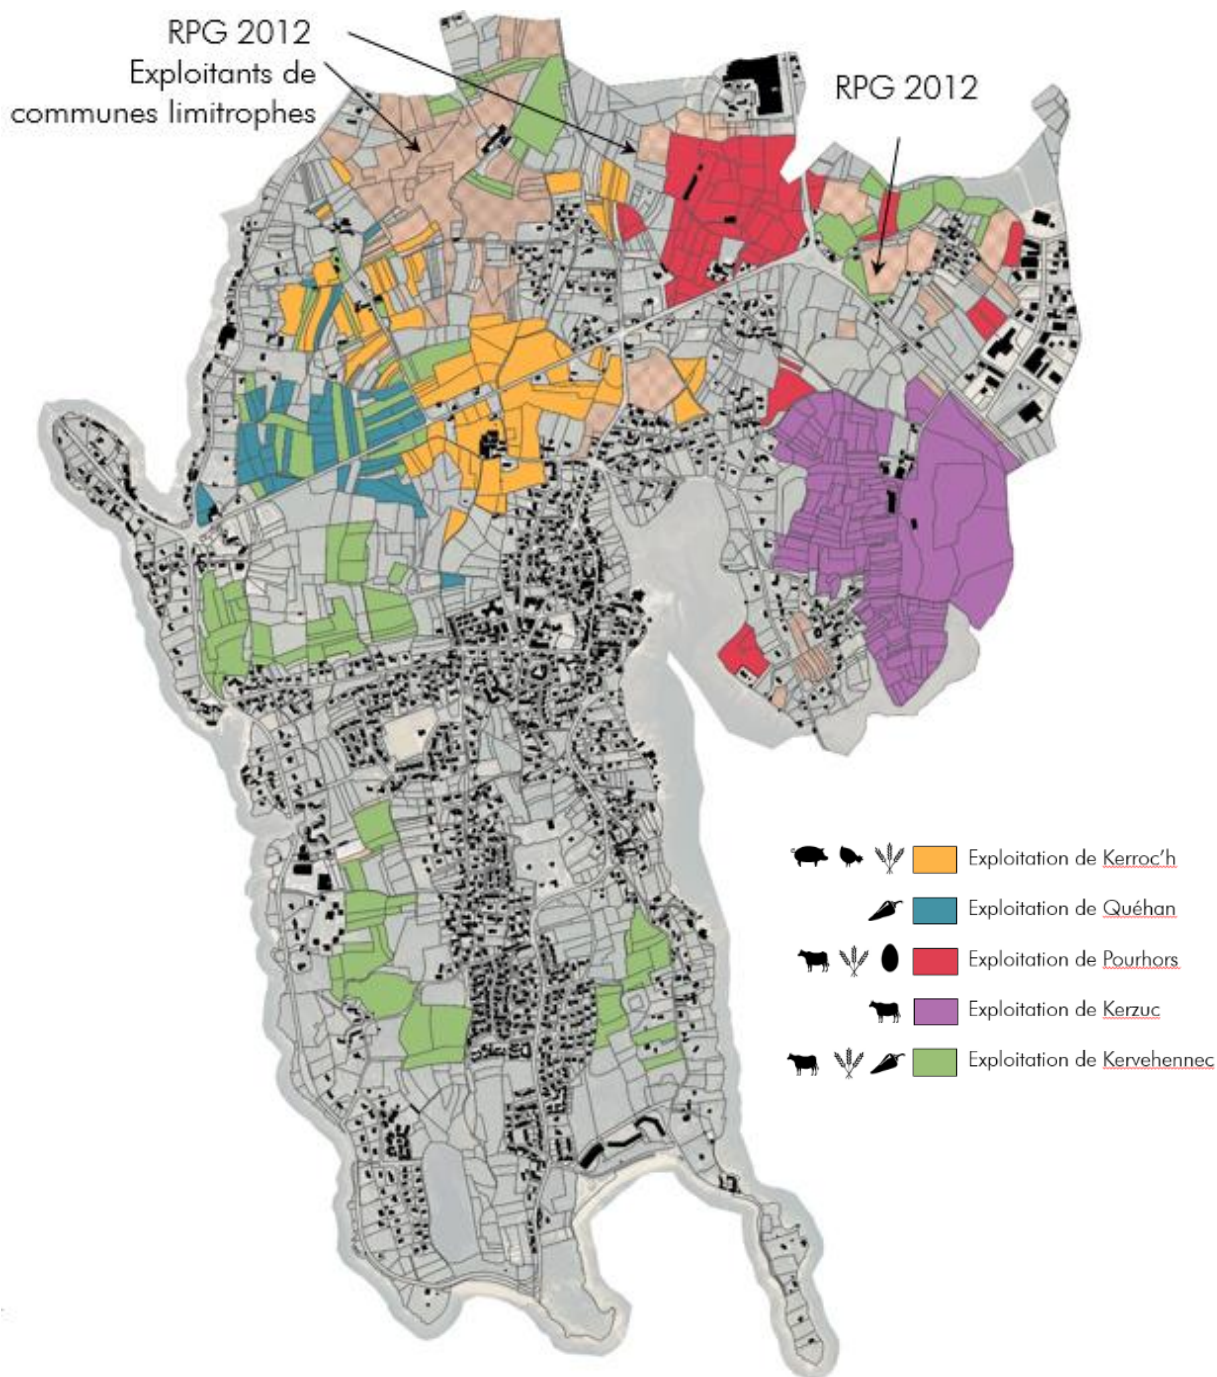 RPG 2012
Exploitants de
communes limitrophes
RPG 2012
Exploitation de Kerroc'h
Exploitation de Quéhan
Exploitation de Pourhors
Exploitation de Kerzuc
Exploitation de Kervehennec